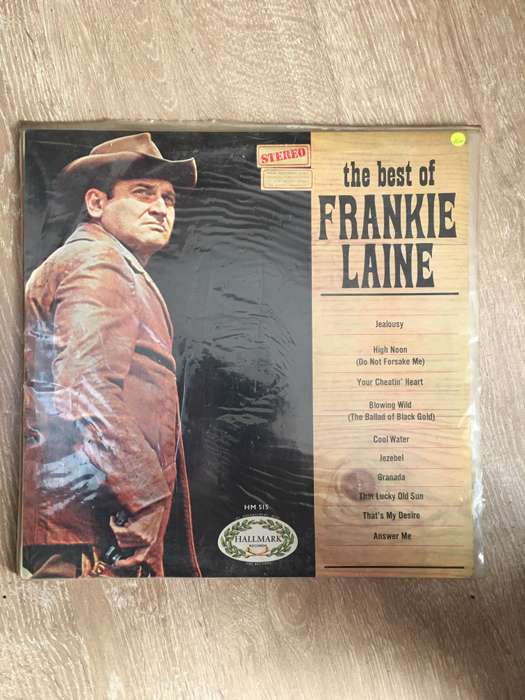 STEREO
the best of
FRANKIE
LAINE
Jealousy
High Noon
(Do Not Forsake Me)
Your Cheatin' Heart
Blowing Wild
(The Ballad of Black Gold)
Cool Water
Jezebel
Granada
That Lucky Old Sun
That's My Desire
Answer Me
HM 515
HALLMARK
RECORDS